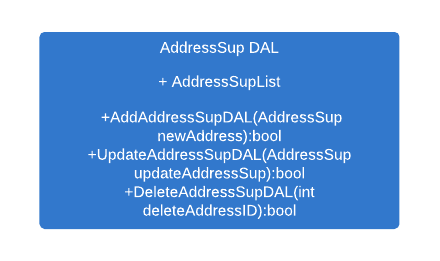 AddressSup DAL
+ AddressSupList
+AddAddressSupDAL(AddressSup
newAddress):bool
+UpdateAddressSupDAL(AddressSup
updateAddressSup):bool
+DeleteAddressSupDAL(int
deleteAddressID):bool